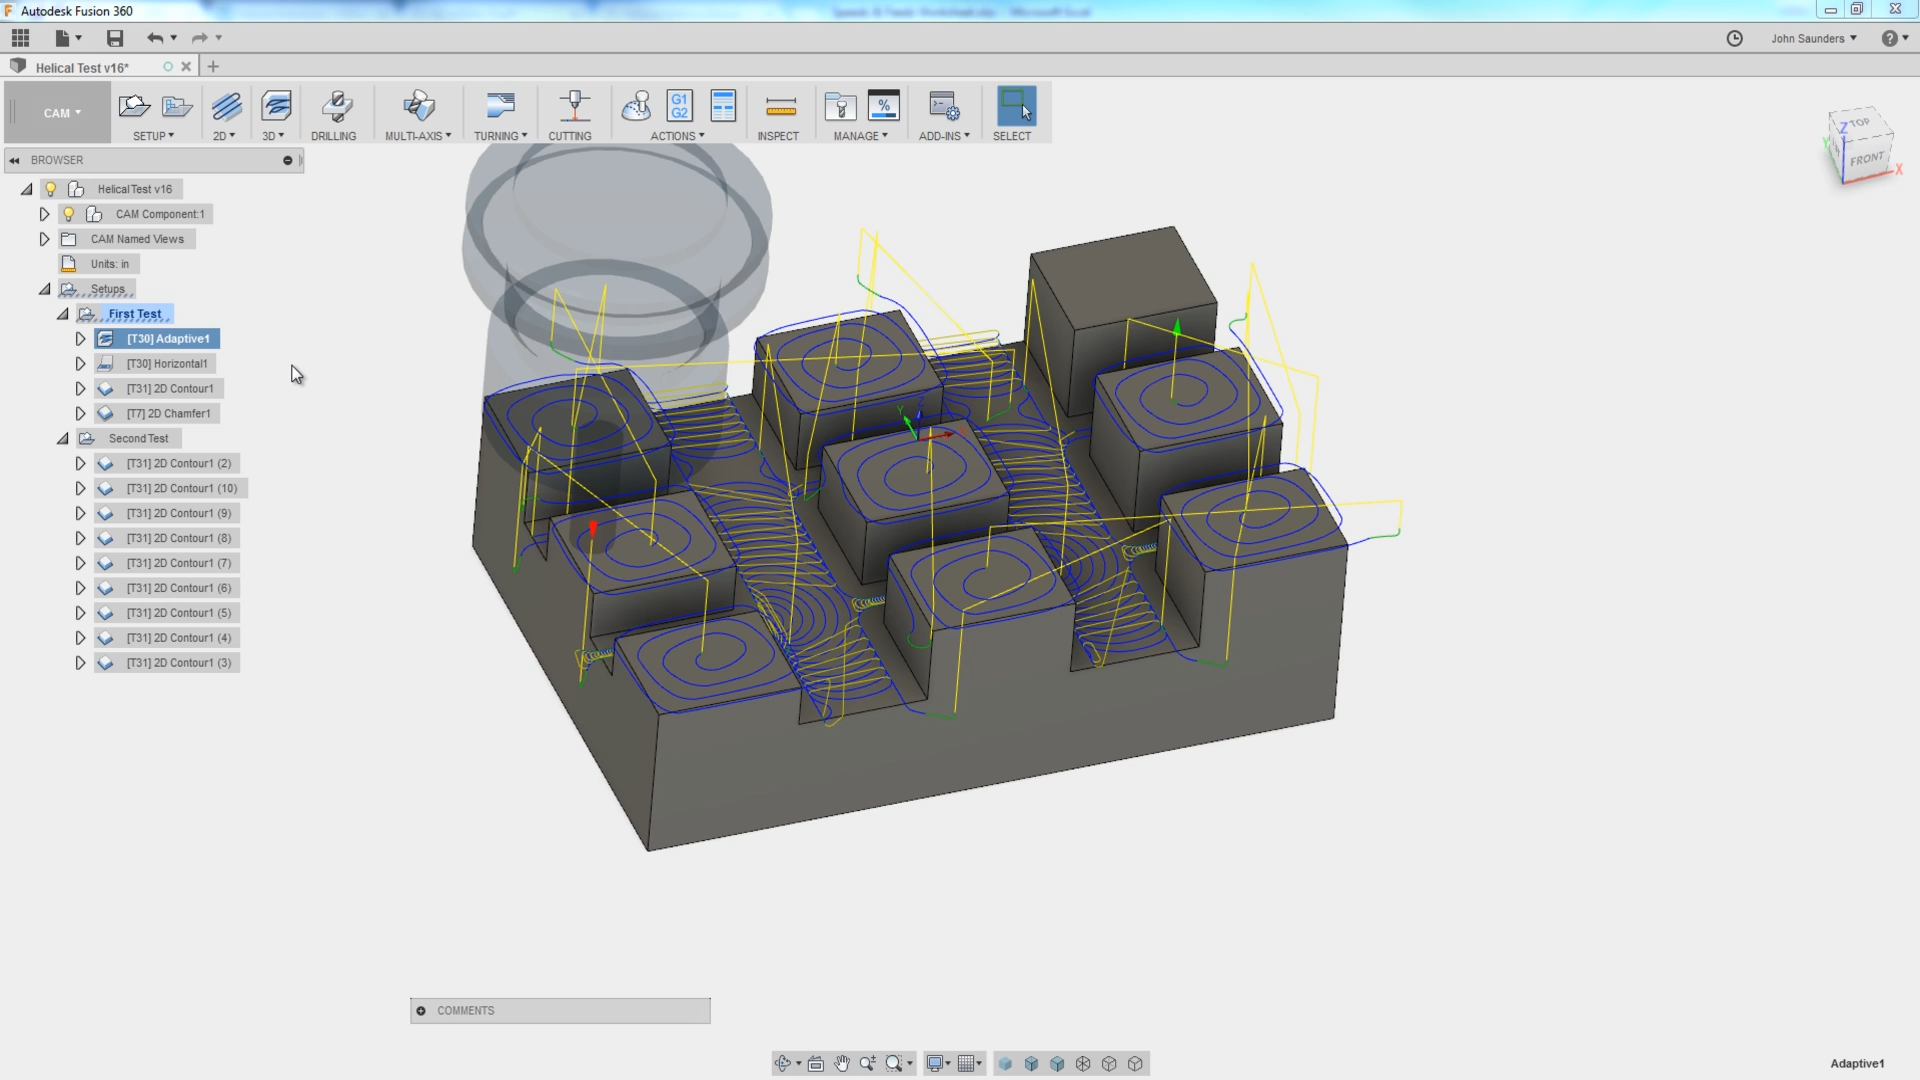 Autodesk Fusion 360
John Saunders
Helical Test v16*
CAM
G1
G2
%
SETUP
2D
3D
DRILLING
MULTI-AXIS
TURNING
CUTTING
ACTIONS
INSPECT
MANAGE
ADD-INS
SELECT
TOP
FRONT
Z
X
Y
BROWSER
HelicalTest v16
CAM Component:1
CAM Named Views
Units: in
Setups
First Test
[T30] Adaptive1
[T30] Horizontal1
[T31] 2D Contour1
[T7] 2D Chamfer1
Second Test
[T31] 2D Contour1 (2)
[T31] 2D Contour1 (10)
[T31] 2D Contour1 (9)
[T31] 2D Contour1 (8)
[T31] 2D Contour1 (7)
[T31] 2D Contour1 (6)
[T31] 2D Contour1 (5)
[T31] 2D Contour1 (4)
[T31] 2D Contour1 (3)
Y
COMMENTS
Adaptive1